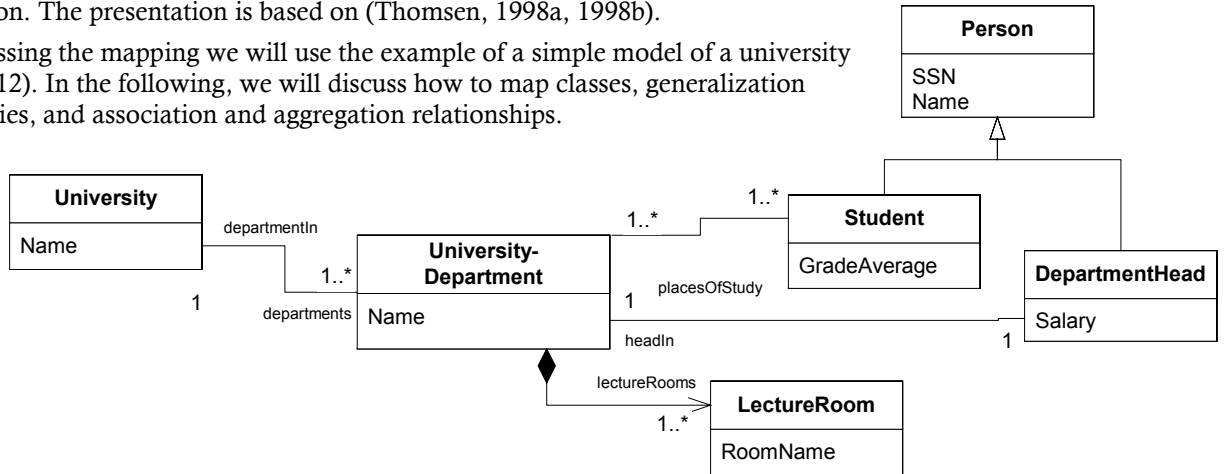 on. The presentation is based on (Thomsen, 1998a, 1998b).
ssing the mapping we will use the example of a simple model of a university
12). In the following, we will discuss how to map classes, generalization
ies, and association and aggregation relationships.
Person
SSN
Name
University
Name
departmentIn
1
1..*
departments
University-
Department
Name
1..*
1..*
Student
GradeAverage
placesOfStudy
1
headIn
1
DepartmentHead
Salary
lectureRooms
1..*
LectureRoom
RoomName